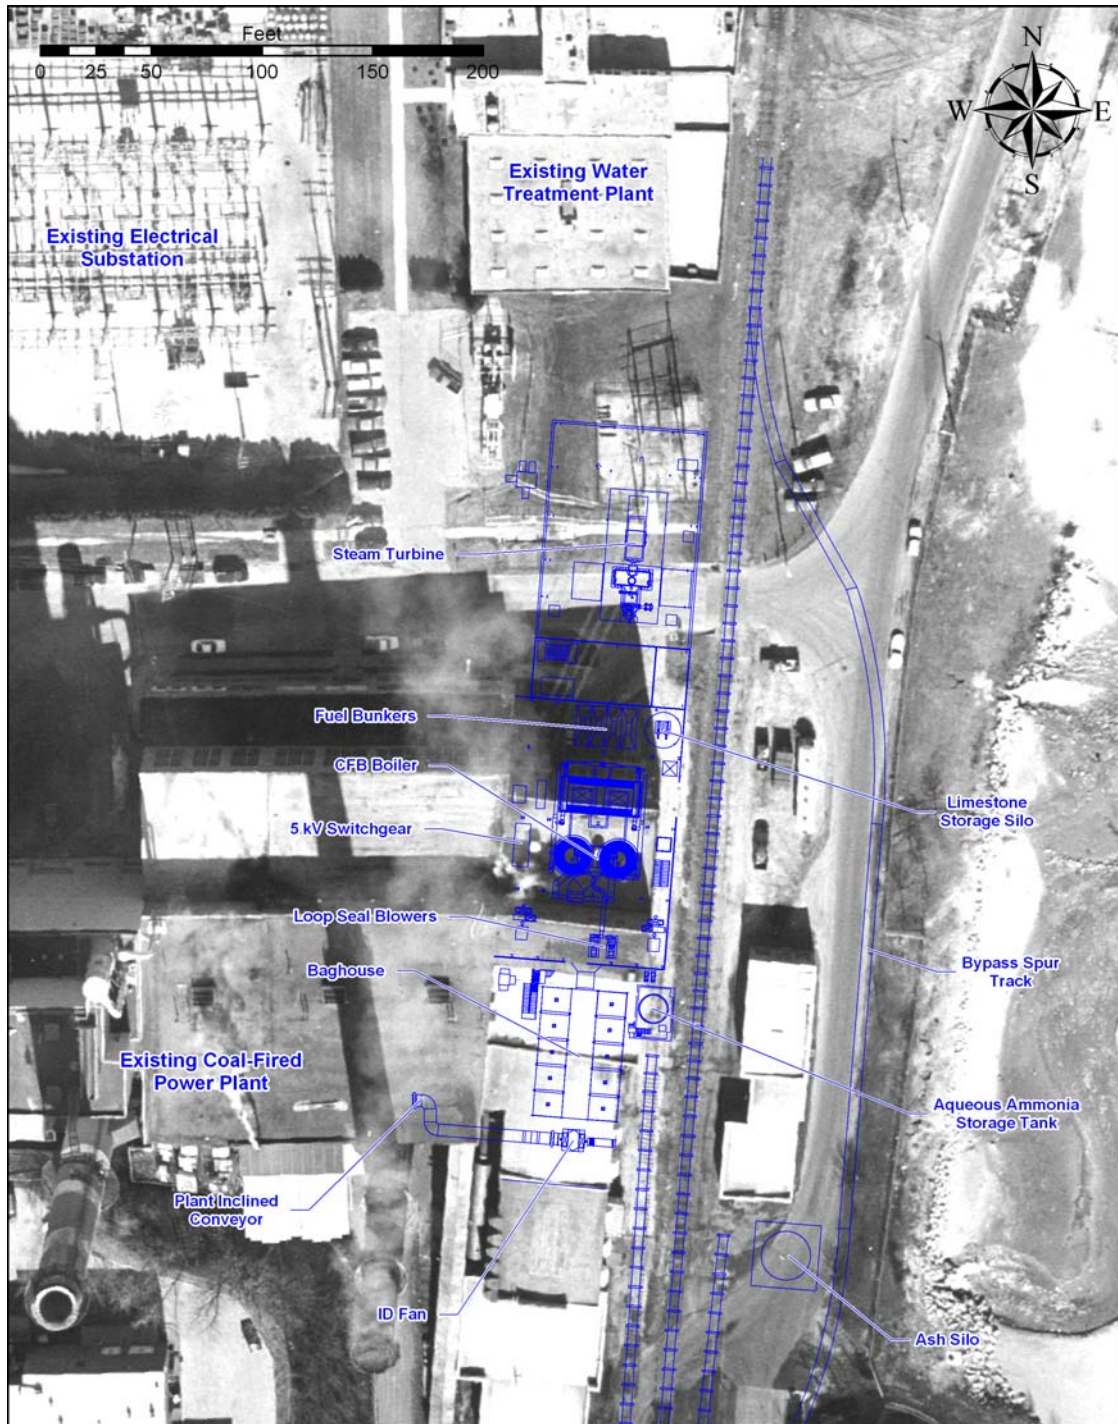 Feet
0 25 50 100 150 200
N
W E
S
Existing Water
Treatment Plant
Existing Electrical
Substation
Steam Turbine
Fuel Bunkers
CFB Boiler
Limestone
Storage Silo
5 kV Switchgear
Loop Seal Blowers
Baghouse
Bypass Spur
Track
Existing Coal-Fired
Power Plant
Aqueous Ammonia
Storage Tank
Plant Inclined
Conveyor
ID Fan
Ash Silo